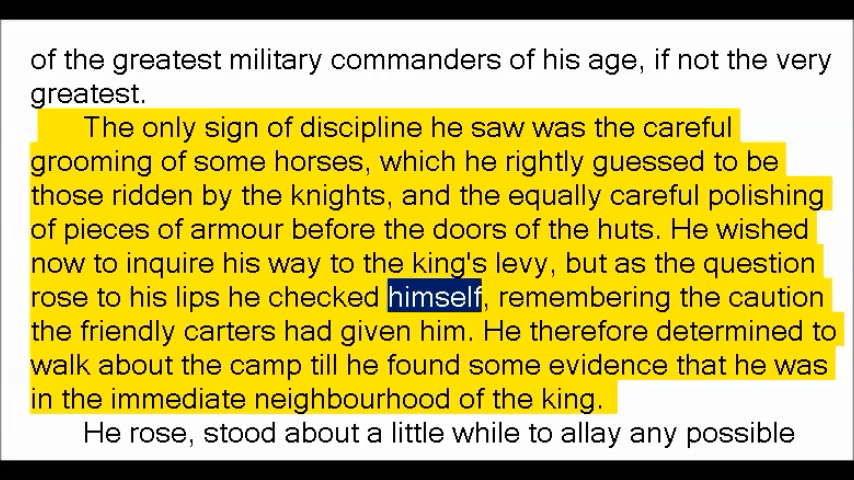 of the greatest military commanders of his age, if not the very
greatest.
The only sign of discipline he saw was the careful
grooming of some horses, which he rightly guessed to be
those ridden by the knights, and the equally careful polishing
of pieces of armour before the doors of the huts. He wished
now to inquire his way to the king's levy, but as the question
rose to his lips he checked himself, remembering the caution
the friendly carters had given him. He therefore determined to
walk about the camp till he found some evidence that he was
in the immediate neighbourhood of the king.
He rose, stood about a little while to allay any possible